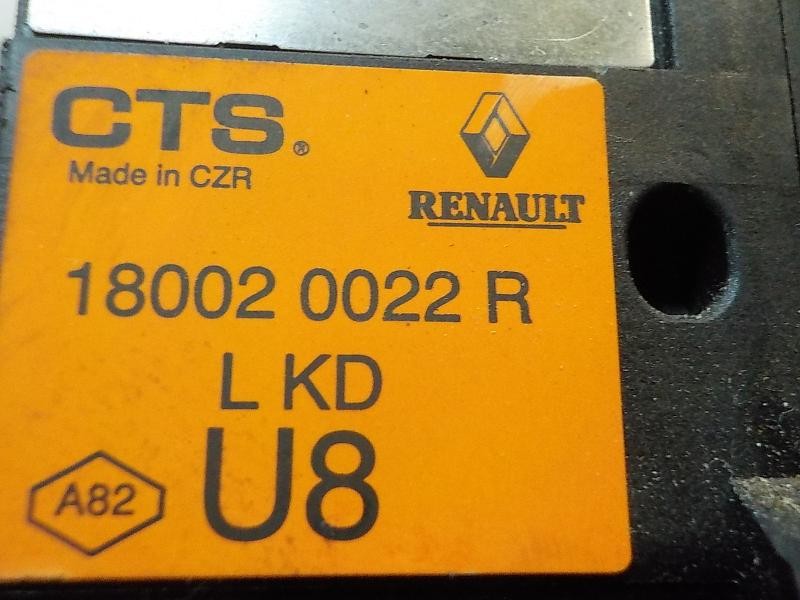 CTS®
Made in CZR
RENAULT
18002 0022 R
L KD
U8
A82